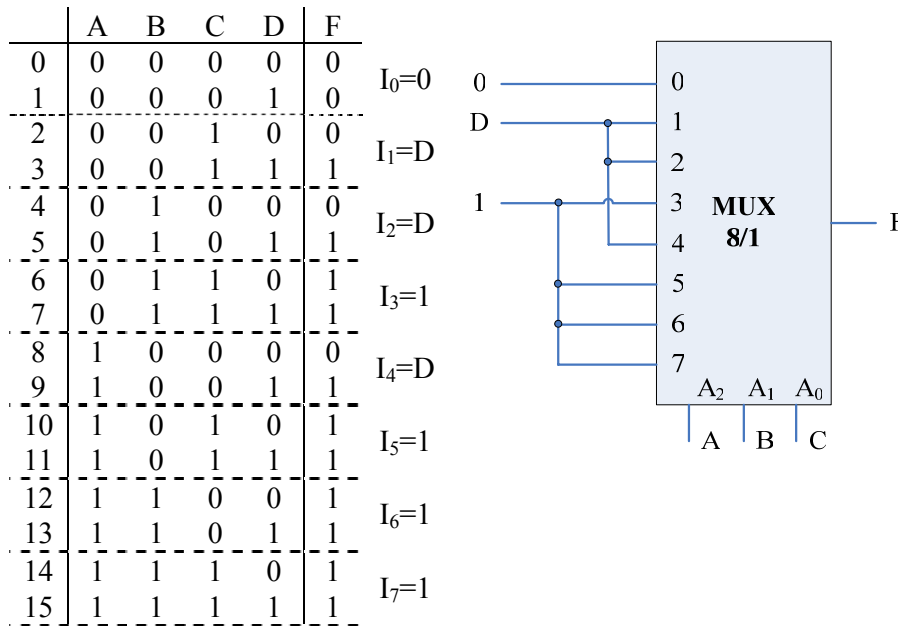 A B C D F
0 0 0 0 0 0
1 0 0 0 1 0
I₀=0
2 0 0 1 0 0
3 0 0 1 1 1
I₁=D
4 0 1 0 0 0
5 0 1 0 1 1
I₂=D
6 0 1 1 0 1
7 0 1 1 1 1
I₃=1
8 1 0 0 0 0
9 1 0 0 1 1
I₄=D
10 1 0 1 0 1
11 1 0 1 1 1
I₅=1
12 1 1 0 0 1
13 1 1 0 1 1
I₆=1
14 1 1 1 0 1
15 1 1 1 1 1
I₇=1
0
D
1
0
1
2
3
4
5
6
7
MUX
8/1
A₂ A₁ A₀
A B C